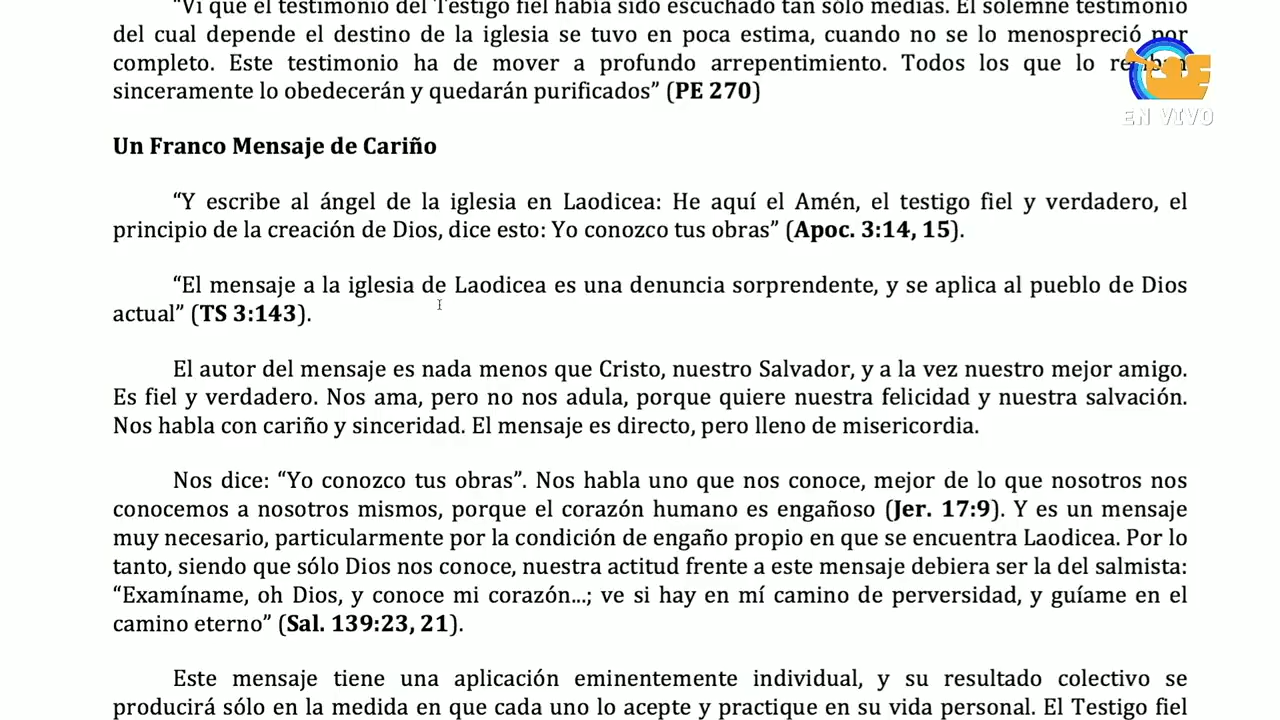 “Vi que el testimonio del Testigo fiel había sido escuchado tan sólo medias. El solemne testimonio
del cual depende el destino de la iglesia se tuvo en poca estima, cuando no se lo menospreció por
completo. Este testimonio ha de mover a profundo arrepentimiento. Todos los que lo
sinceramente lo obedecerán y quedarán purificados” (PE 270)
EN VIVO
Un Franco Mensaje de Cariño
“Y escribe al ángel de la iglesia en Laodicea: He aquí el Amén, el testigo fiel y verdadero, el
principio de la creación de Dios, dice esto: Yo conozco tus obras” (Apoc. 3:14, 15).
“El mensaje a la iglesia de Laodicea es una denuncia sorprendente, y se aplica al pueblo de Dios
actual” (TS 3:143).
El autor del mensaje es nada menos que Cristo, nuestro Salvador, y a la vez nuestro mejor amigo.
Es fiel y verdadero. Nos ama, pero no nos adula, porque quiere nuestra felicidad y nuestra salvación.
Nos habla con cariño y sinceridad. El mensaje es directo, pero lleno de misericordia.
Nos dice: “Yo conozco tus obras”. Nos habla uno que nos conoce, mejor de lo que nosotros nos
conocemos a nosotros mismos, porque el corazón humano es engañoso (Jer. 17:9). Y es un mensaje
muy necesario, particularmente por la condición de engaño propio en que se encuentra Laodicea. Por lo
tanto, siendo que sólo Dios nos conoce, nuestra actitud frente a este mensaje debiera ser la del salmista:
“Examíname, oh Dios, y conoce mi corazón...; ve si hay en mí camino de perversidad, y guíame en el
camino eterno” (Sal. 139:23, 21).
Este mensaje tiene una aplicación eminentemente individual, y su resultado colectivo se
producirá sólo en la medida en que cada uno lo acepte y practique en su vida personal. El Testigo fiel